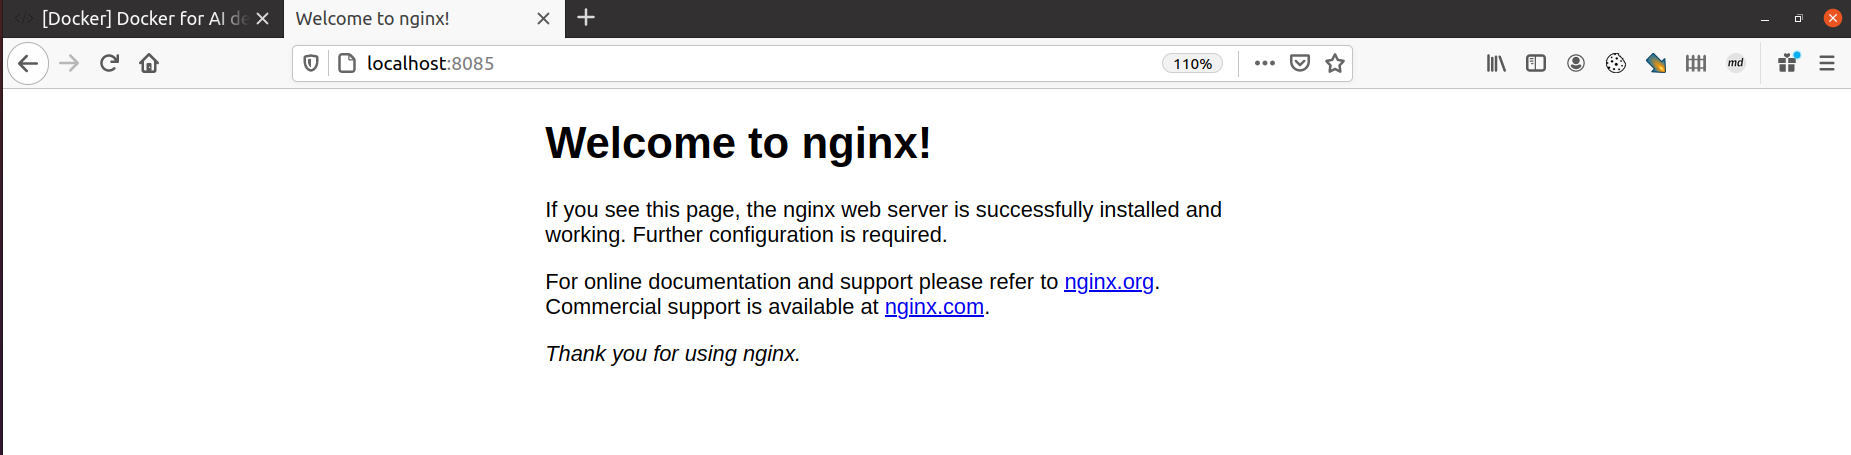 [Docker] Docker for AI de
Welcome to nginx!
localhost:8085
110%
md
Welcome to nginx!
If you see this page, the nginx web server is successfully installed and
working. Further configuration is required.
For online documentation and support please refer to nginx.org.
Commercial support is available at nginx.com.
Thank you for using nginx.